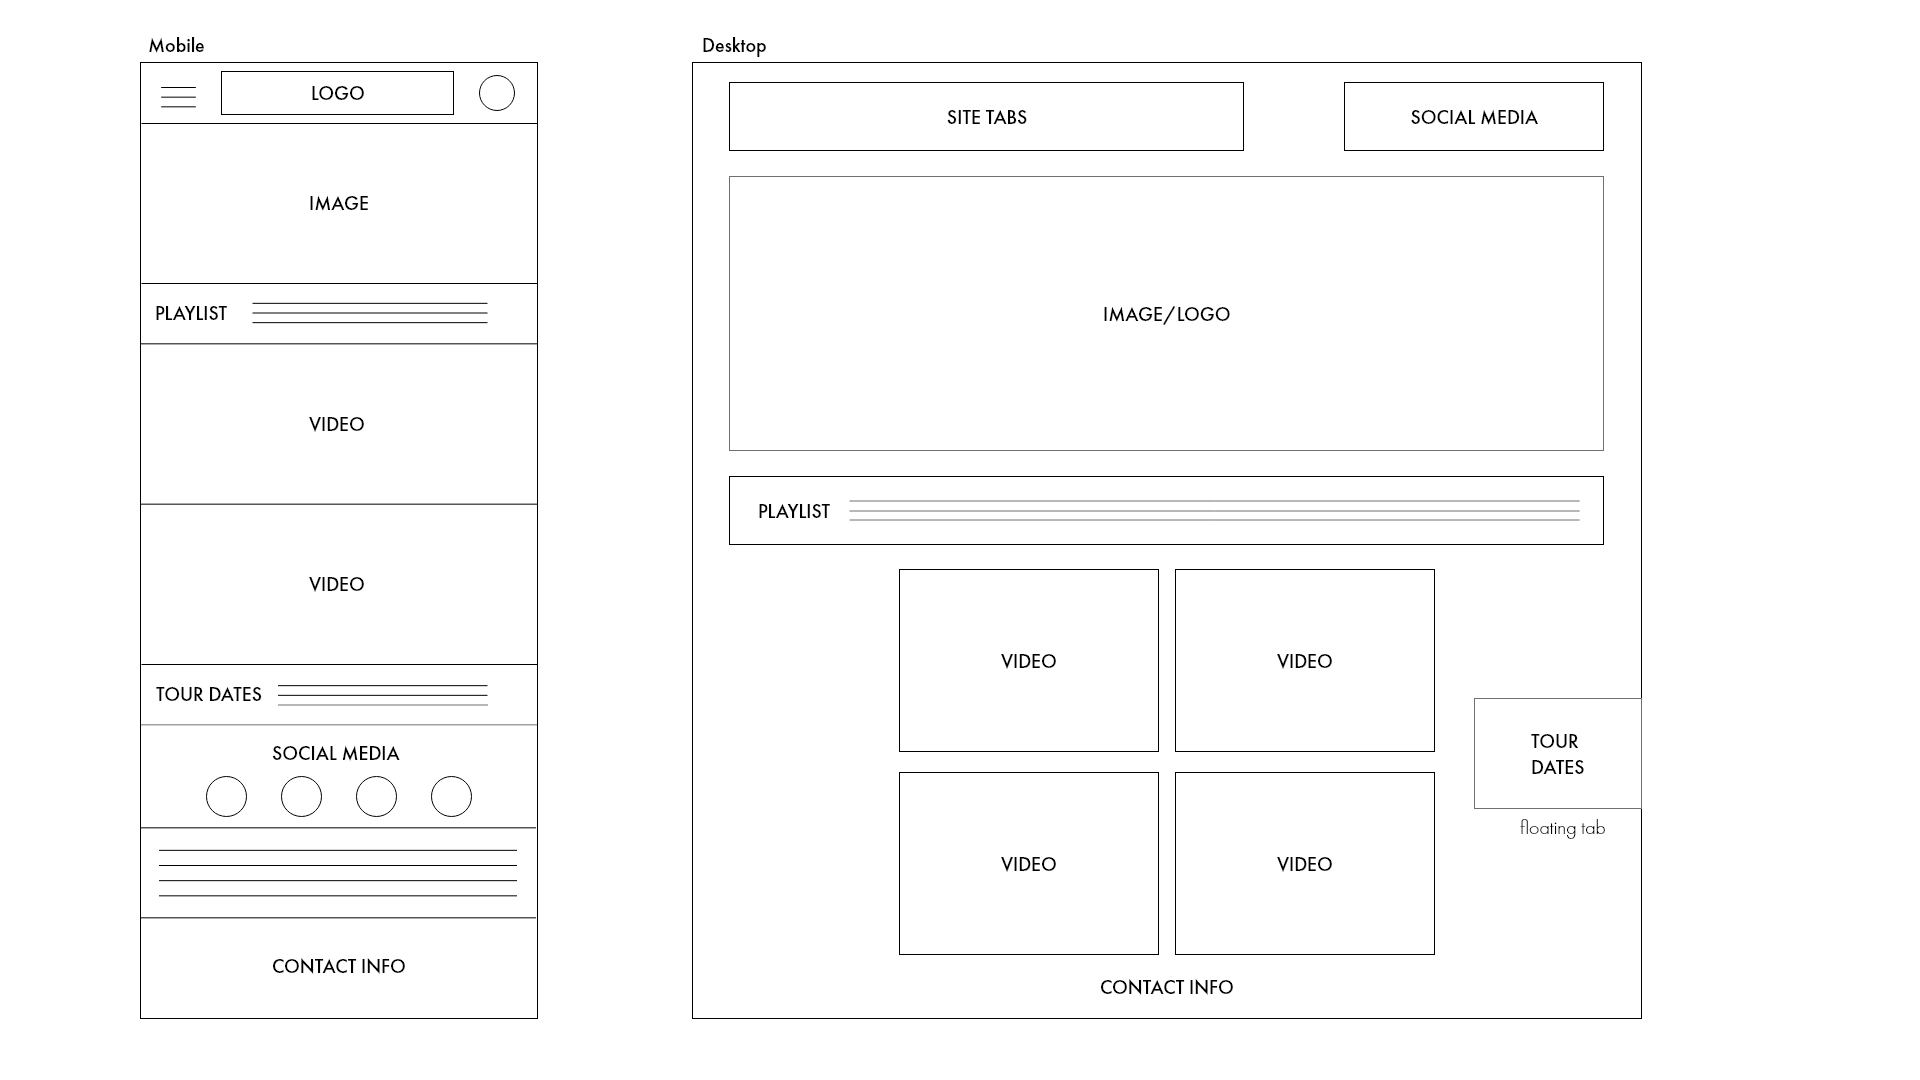 Mobile
LOGO
IMAGE
PLAYLIST
VIDEO
VIDEO
TOUR DATES
SOCIAL MEDIA
CONTACT INFO
Desktop
SITE TABS
SOCIAL MEDIA
IMAGE/LOGO
PLAYLIST
VIDEO
VIDEO
TOUR
DATES
floating tab
VIDEO
VIDEO
CONTACT INFO